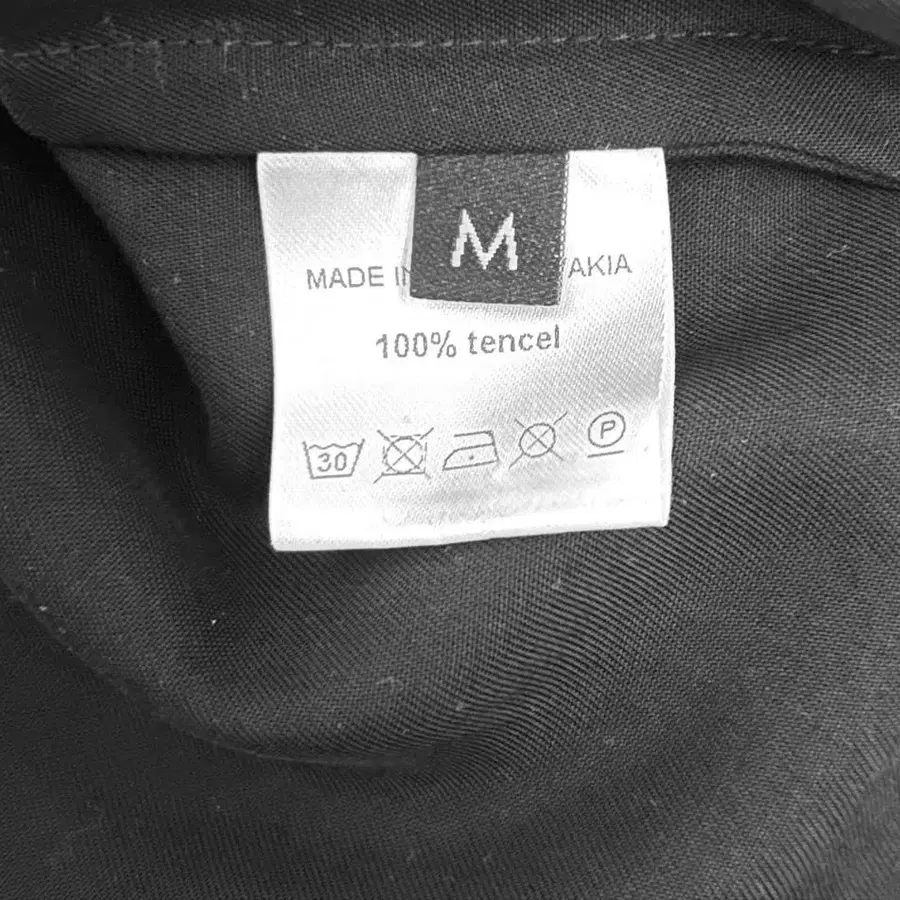 M
MADE IN AKIA
100% tencel
30 P